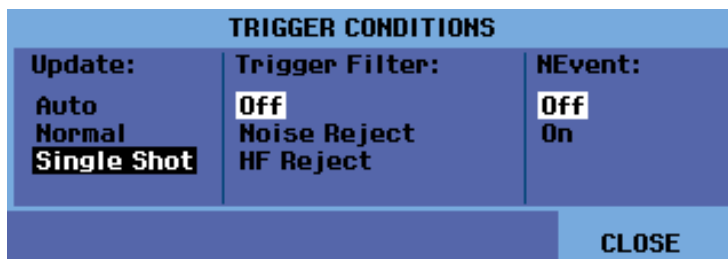 TRIGGER CONDITIONS
Update: Trigger Filter: NEvent:
Auto Off Off
Normal Noise Reject On
Single Shot HF Reject
CLOSE